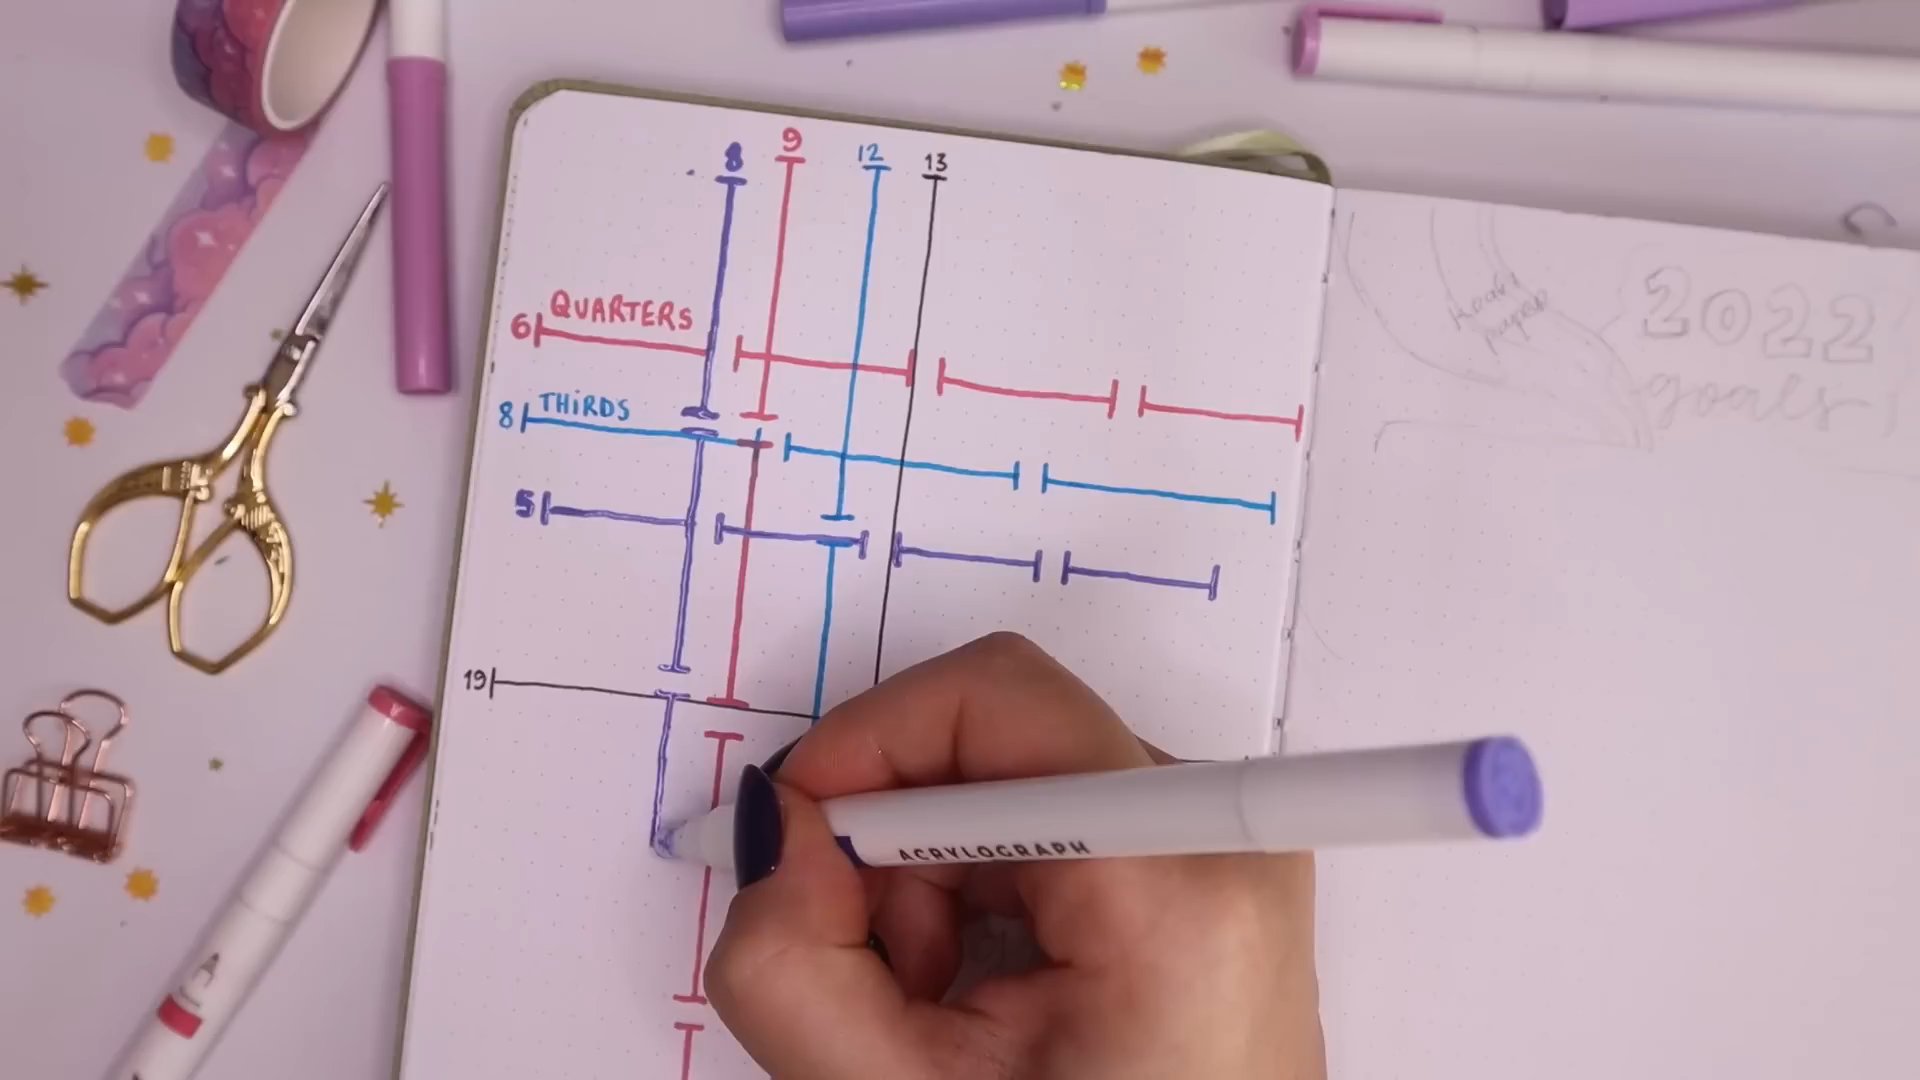 8 9 12 13
6 QUARTERS
8 THiRDS
5
19
2022
goals
ACRYLOGRAPH